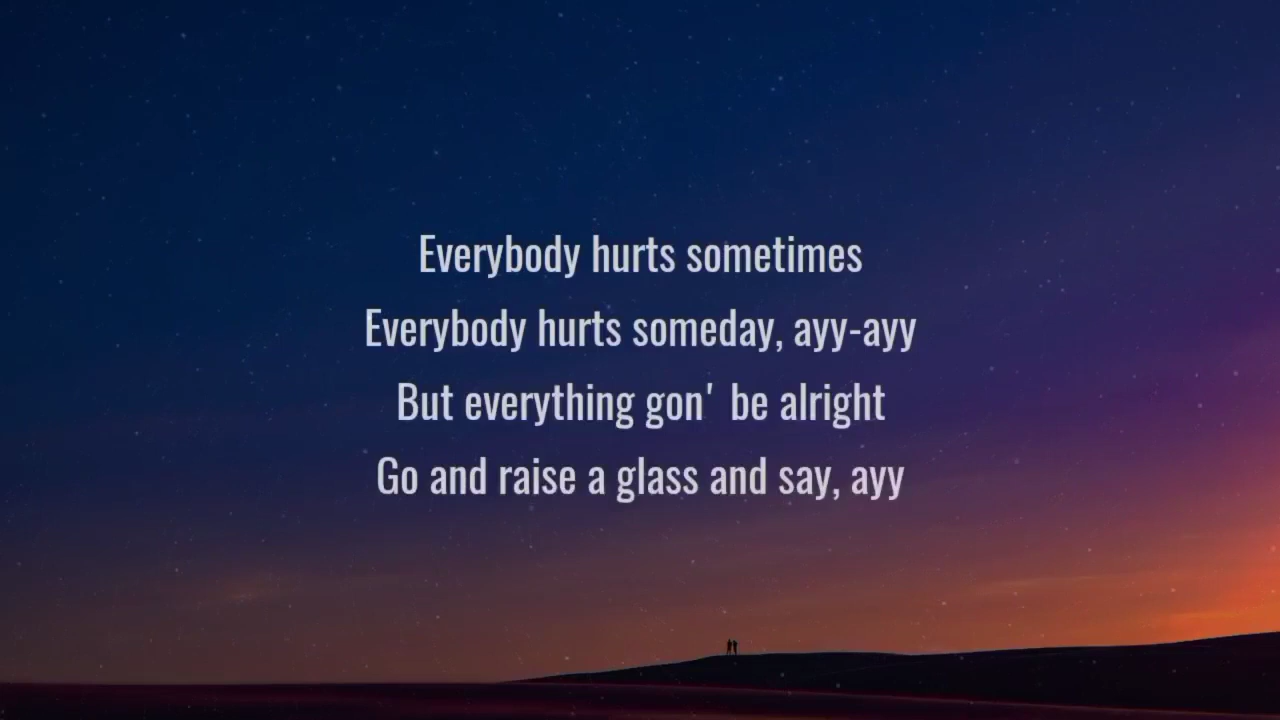 Everybody hurts sometimes
Everybody hurts someday, ayy-ayy
But everything gon' be alright
Go and raise a glass and say, ayy